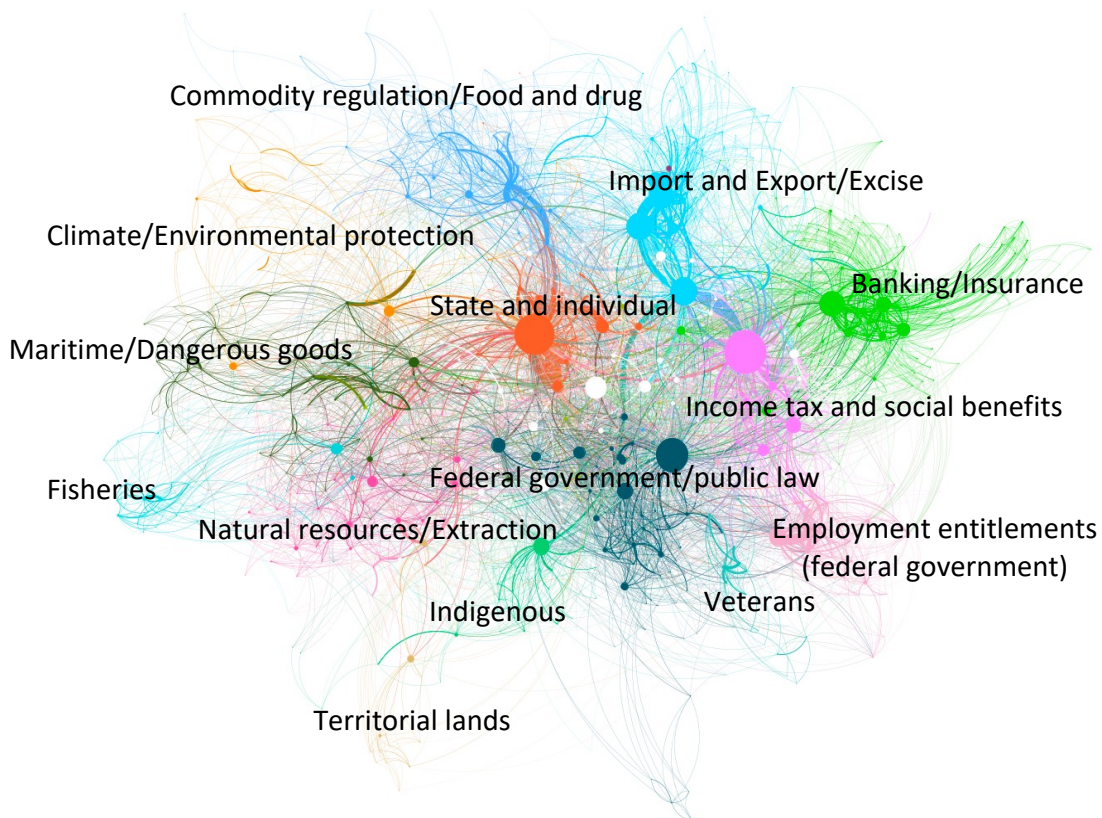 Commodity regulation/Food and drug
Import and Export/Excise
Climate/Environmental protection
Banking/Insurance
State and individual
Maritime/Dangerous goods
Income tax and social benefits
Federal government/public law
Fisheries
Natural resources/Extraction
Employment entitlements
(federal government)
Indigenous
Veterans
Territorial lands